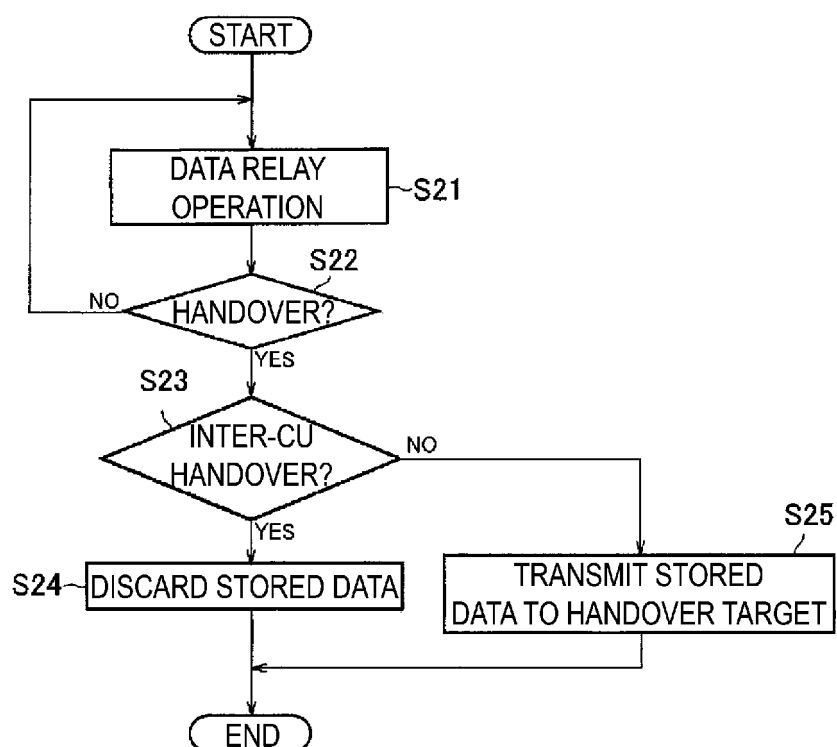 START
DATA RELAY
OPERATION
S21
S22
HANDOVER?
NO
YES
S23
INTER-CU
HANDOVER?
NO
YES
S24
DISCARD STORED DATA
S25
TRANSMIT STORED
DATA TO HANDOVER TARGET
END